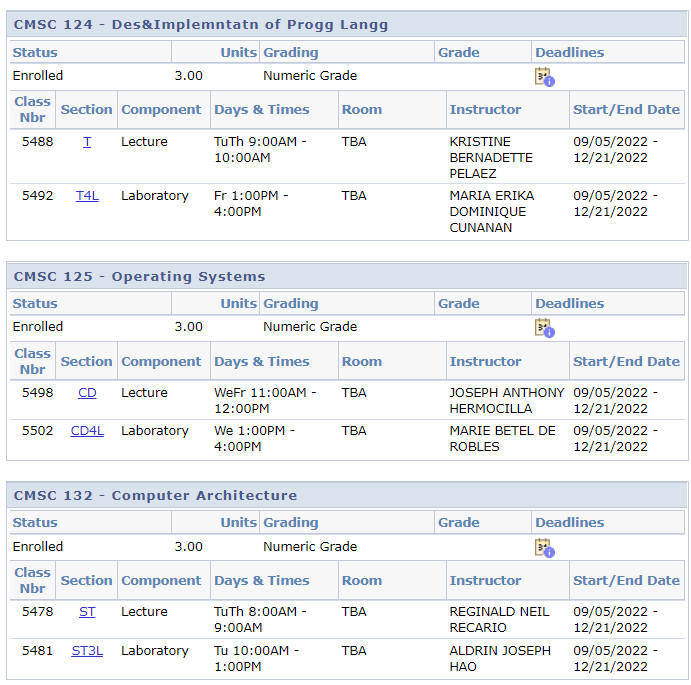 CMSC 124 - Des&Implemntatn of Progg Langg
Status Units Grading Grade Deadlines
Enrolled 3.00 Numeric Grade
Class Nbr Section Component Days & Times Room Instructor Start/End Date
5488 T Lecture TuTh 9:00AM - 10:00AM TBA KRISTINE BERNADETTE PELAEZ 09/05/2022 - 12/21/2022
5492 T4L Laboratory Fr 1:00PM - 4:00PM TBA MARIA ERIKA DOMINIQUE CUNANAN 09/05/2022 - 12/21/2022
CMSC 125 - Operating Systems
Status Units Grading Grade Deadlines
Enrolled 3.00 Numeric Grade
Class Nbr Section Component Days & Times Room Instructor Start/End Date
5498 CD Lecture WeFr 11:00AM - 12:00PM TBA JOSEPH ANTHONY HERMOCILLA 09/05/2022 - 12/21/2022
5502 CD4L Laboratory We 1:00PM - 4:00PM TBA MARIE BETEL DE ROBLES 09/05/2022 - 12/21/2022
CMSC 132 - Computer Architecture
Status Units Grading Grade Deadlines
Enrolled 3.00 Numeric Grade
Class Nbr Section Component Days & Times Room Instructor Start/End Date
5478 ST Lecture TuTh 8:00AM - 9:00AM TBA REGINALD NEIL RECARIO 09/05/2022 - 12/21/2022
5481 ST3L Laboratory Tu 10:00AM - 1:00PM TBA ALDRIN JOSEPH HAO 09/05/2022 - 12/21/2022